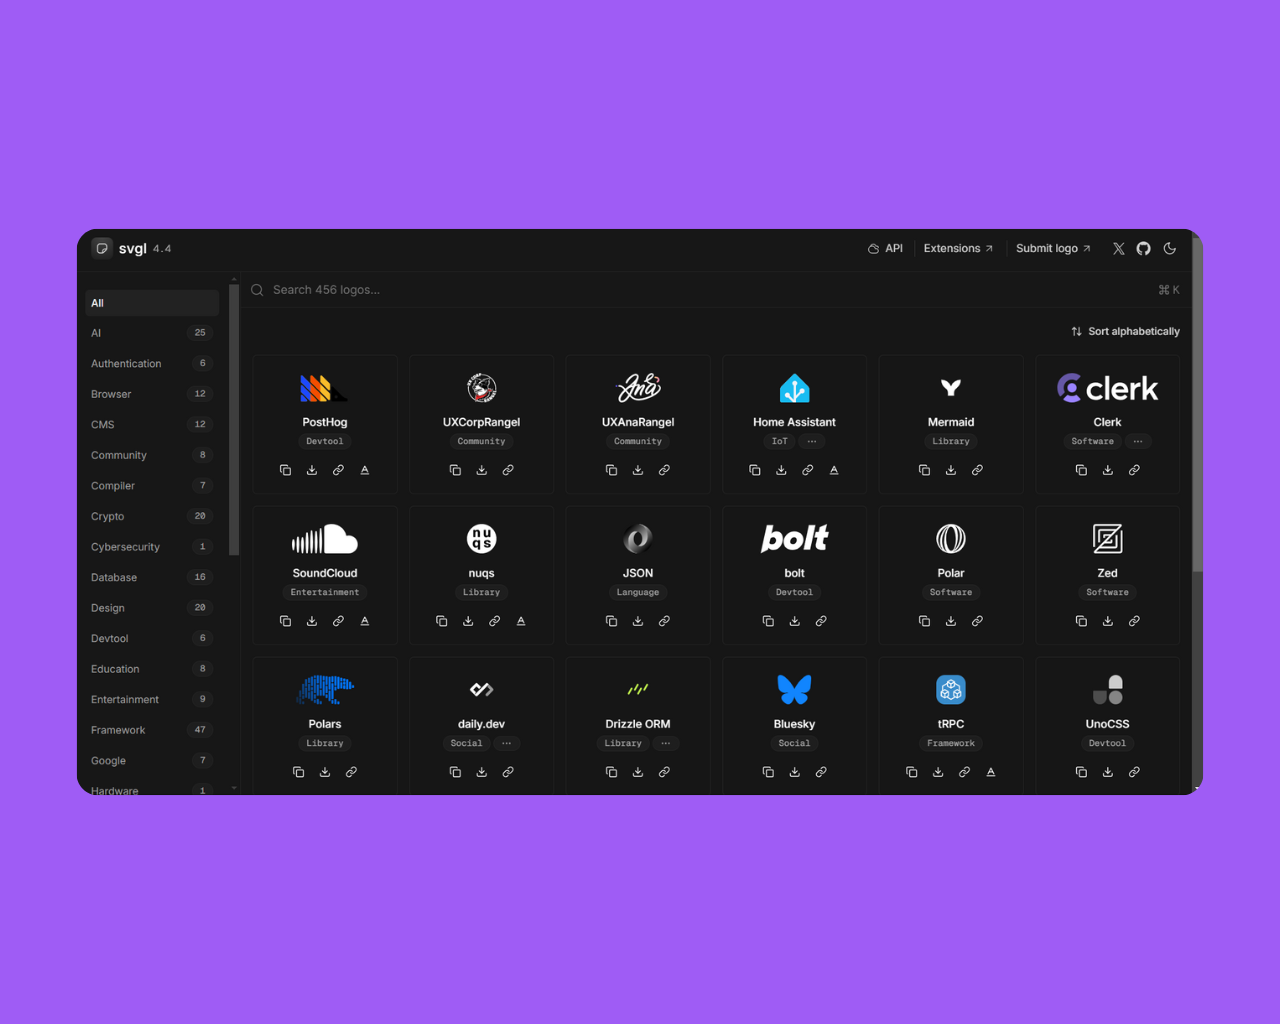 svgl 4.4
API
Extensions
Submit logo
Search 456 logos...
⌘ K
Sort alphabetically
All
AI 25
Authentication 6
Browser 12
CMS 12
Community 8
Compiler 7
Crypto 20
Cybersecurity 1
Database 16
Design 20
Devtool 6
Education 8
Entertainment 9
Framework 47
Google 7
Hardware 1
PostHog
Devtool
UXCorpRangel
Community
Ana
UXAnaRangel
Community
Home Assistant
IoT ...
Mermaid
Library
clerk
Clerk
Software ...
SoundCloud
Entertainment
nuqs
nuqs
Library
JSON
Language
bolt
bolt
Devtool
Polar
Software
Zed
Software
Polars
Library
daily.dev
Social ...
Drizzle ORM
Library ...
Bluesky
Social
tRPC
Framework
UnoCSS
Devtool